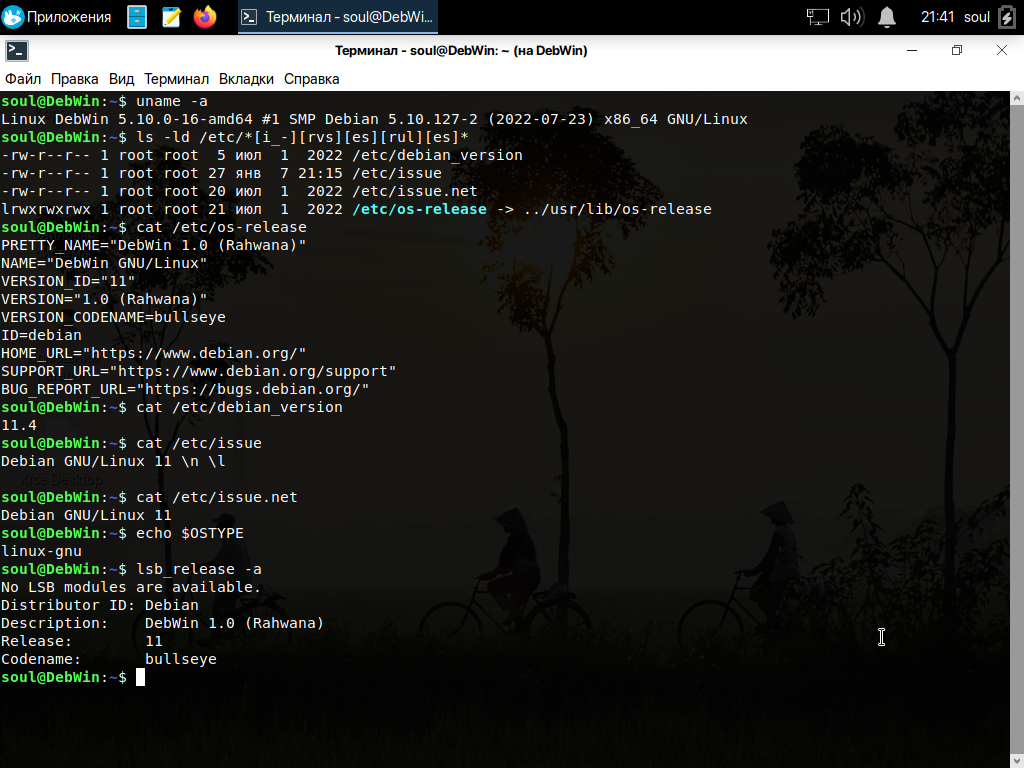 Приложения
Терминал - soul@DebWi...
21:41
soul
Терминал - soul@DebWin: ~ (на DebWin)
Файл Правка Вид Терминал Вкладки Справка
soul@DebWin:~$ uname -a
Linux DebWin 5.10.0-16-amd64 #1 SMP Debian 5.10.127-2 (2022-07-23) x86_64 GNU/Linux
soul@DebWin:~$ ls -ld /etc/*[i_-][rvs][es][rul][es]*
-rw-r--r-- 1 root root  5 июл  1  2022 /etc/debian_version
-rw-r--r-- 1 root root 27 янв  7 21:15 /etc/issue
-rw-r--r-- 1 root root 20 июл  1  2022 /etc/issue.net
lrwxrwxrwx 1 root root 21 июл  1  2022 /etc/os-release -> ../usr/lib/os-release
soul@DebWin:~$ cat /etc/os-release
PRETTY_NAME="DebWin 1.0 (Rahwana)"
NAME="DebWin GNU/Linux"
VERSION_ID="11"
VERSION="1.0 (Rahwana)"
VERSION_CODENAME=bullseye
ID=debian
HOME_URL="https://www.debian.org/"
SUPPORT_URL="https://www.debian.org/support"
BUG_REPORT_URL="https://bugs.debian.org/"
soul@DebWin:~$ cat /etc/debian_version
11.4
soul@DebWin:~$ cat /etc/issue
Debian GNU/Linux 11 \n \l
Xfce Desktop
soul@DebWin:~$ cat /etc/issue.net
Debian GNU/Linux 11
soul@DebWin:~$ echo $OSTYPE
linux-gnu
soul@DebWin:~$ lsb_release -a
No LSB modules are available.
Distributor ID: Debian
Description:    DebWin 1.0 (Rahwana)
Release:        11
Codename:       bullseye
soul@DebWin:~$